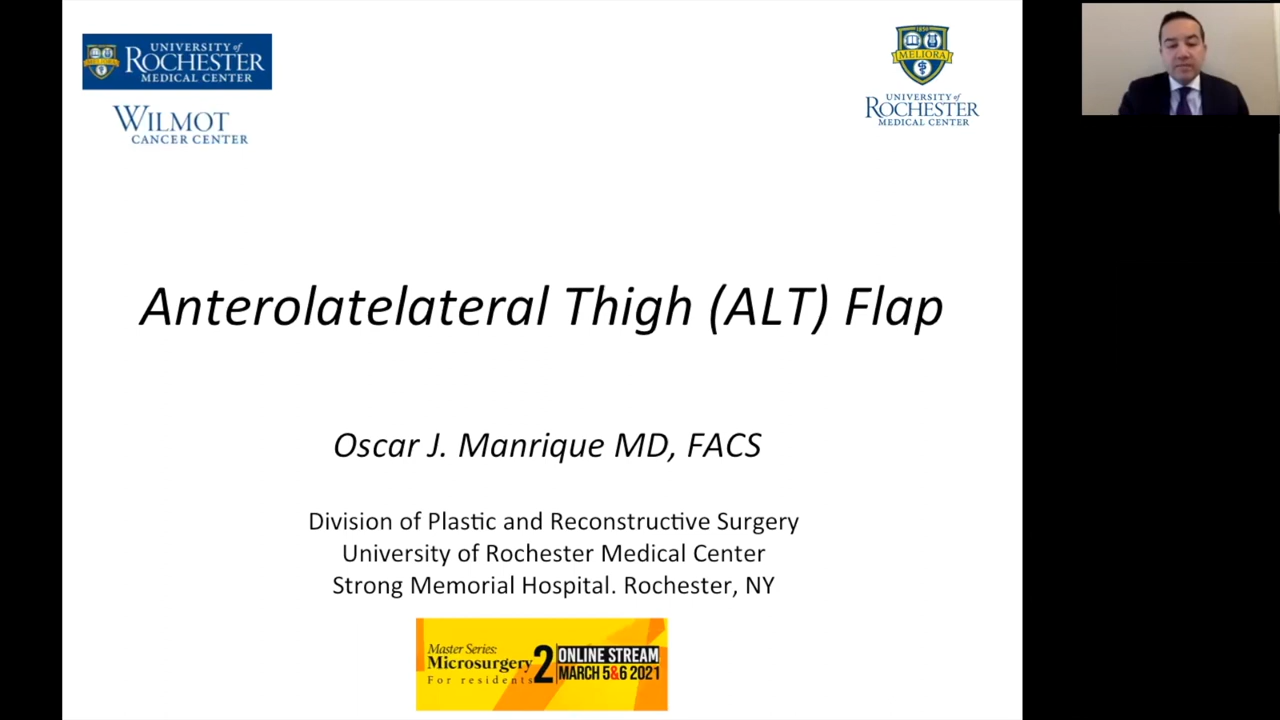 UNIVERSITY of
ROCHESTER
MEDICAL CENTER
WILMOT
CANCER CENTER
1850
MELIORA
UNIVERSITY of
ROCHESTER
MEDICAL CENTER
Anterolatelateral Thigh (ALT) Flap
Oscar J. Manrique MD, FACS
Division of Plastic and Reconstructive Surgery
University of Rochester Medical Center
Strong Memorial Hospital. Rochester, NY
Master Series:
Microsurgery
For residents
2
ONLINE STREAM
MARCH 5&6 2021